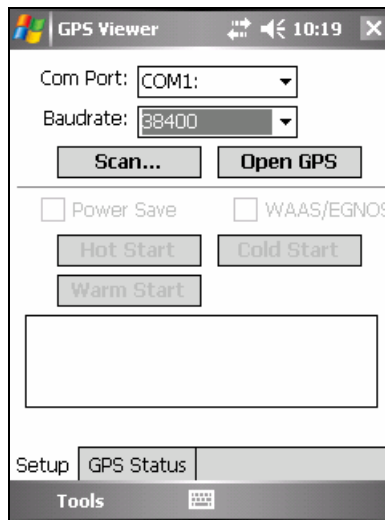 GPS Viewer 10:19
Com Port: COM1:
Baudrate: 38400
Scan... Open GPS
Power Save WAAS/EGNOS
Hot Start Cold Start
Warm Start
Setup GPS Status
Tools